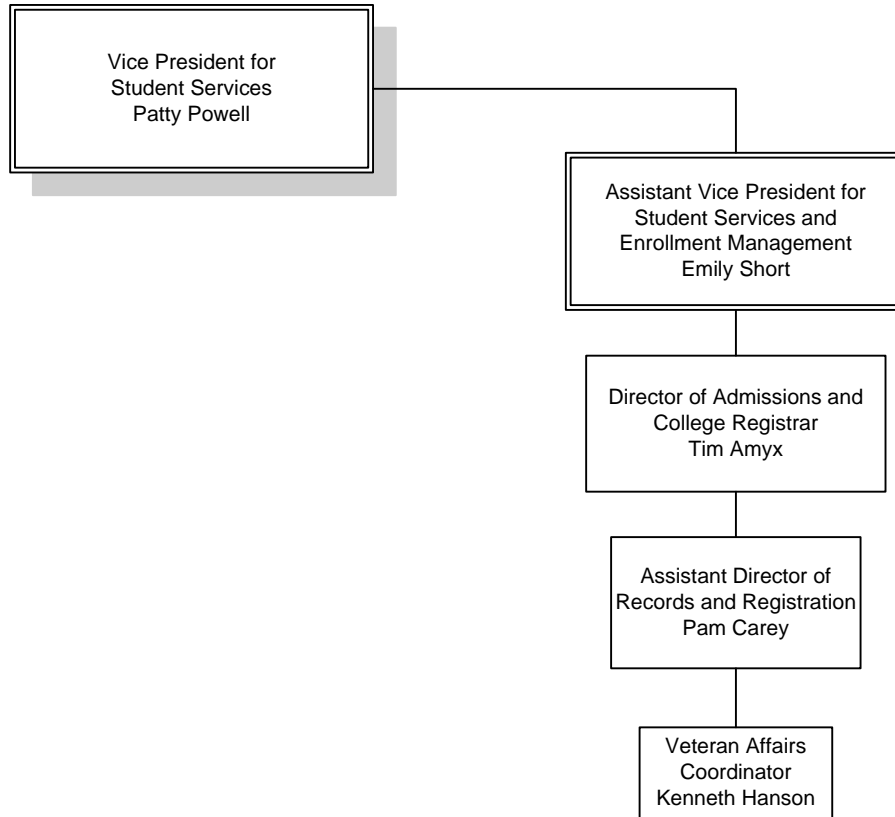 Vice President for
Student Services
Patty Powell
Assistant Vice President for
Student Services and
Enrollment Management
Emily Short
Director of Admissions and
College Registrar
Tim Amyx
Assistant Director of
Records and Registration
Pam Carey
Veteran Affairs
Coordinator
Kenneth Hanson